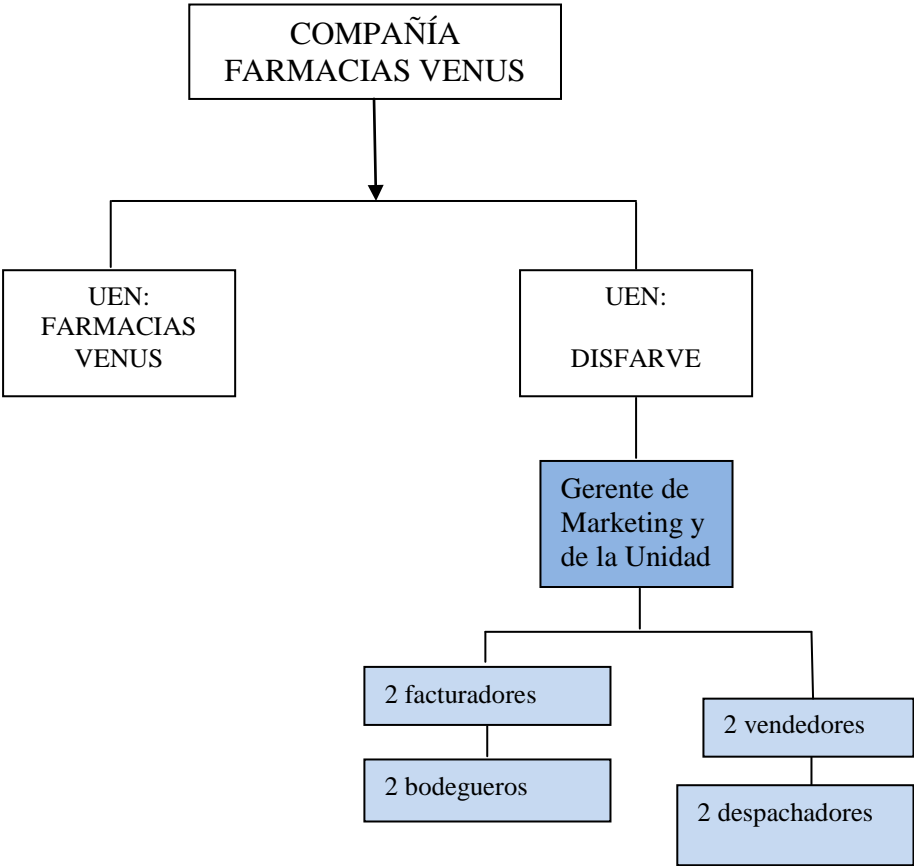 COMPAÑÍA
FARMACIAS VENUS
UEN:
FARMACIAS
VENUS
UEN:
DISFARVE
Gerente de
Marketing y
de la Unidad
2 facturadores
2 vendedores
2 bodegueros
2 despachadores